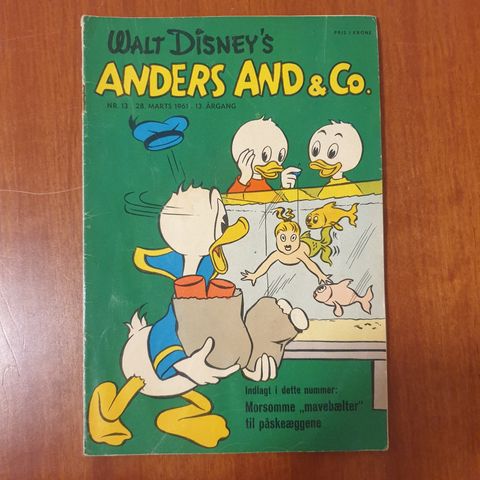 WALT DISNEY'S
PRIS 1 KRONE
ANDERS AND & Co.
NR. 13 28. MARTS 1961 · 13. ÅRGANG
Indlagt i dette nummer:
Morsomme „mavebælter"
til påskeæggene